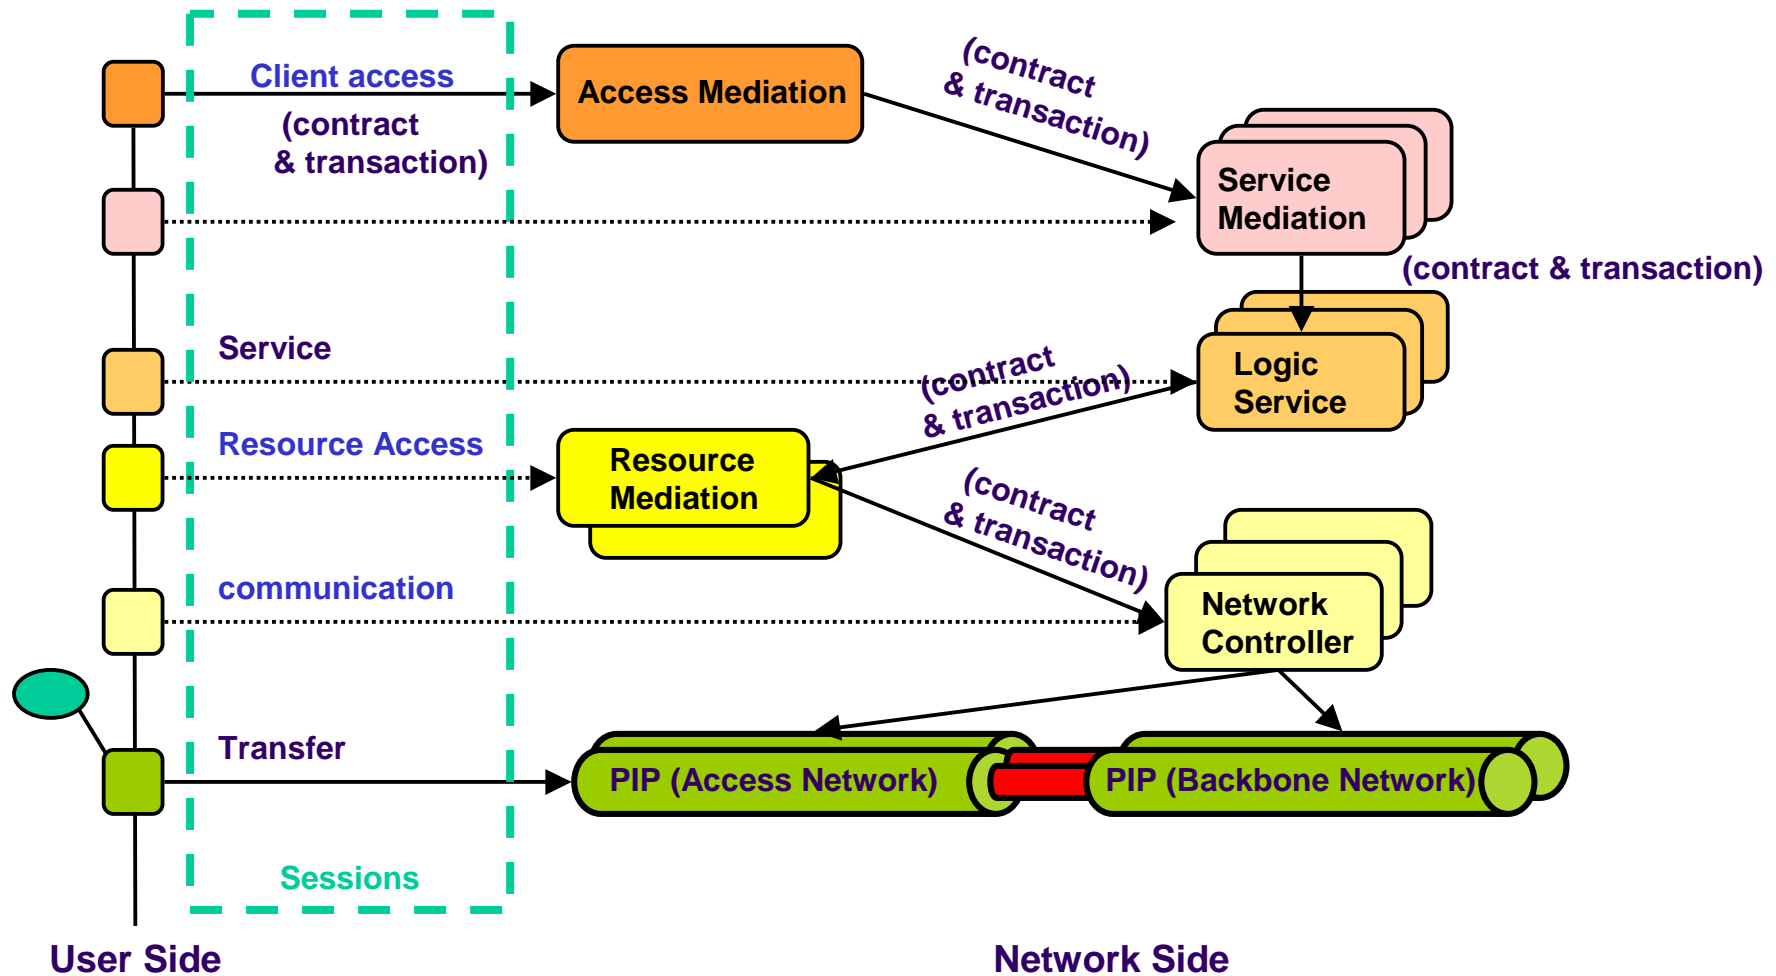 Client access
(contract
& transaction)
Access Mediation
(contract
& transaction)
Service
Mediation
(contract & transaction)
Service
(contract
& transaction)
Logic
Service
Resource Access
Resource
Mediation
(contract
& transaction)
communication
Network
Controller
Transfer
PIP (Access Network)
PIP (Backbone Network)
Sessions
User Side
Network Side